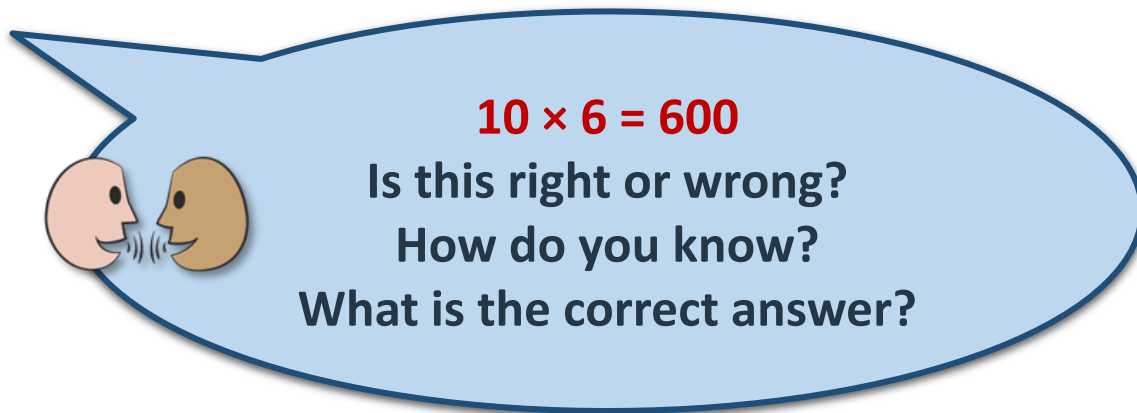 10 × 6 = 600
Is this right or wrong?
How do you know?
What is the correct answer?